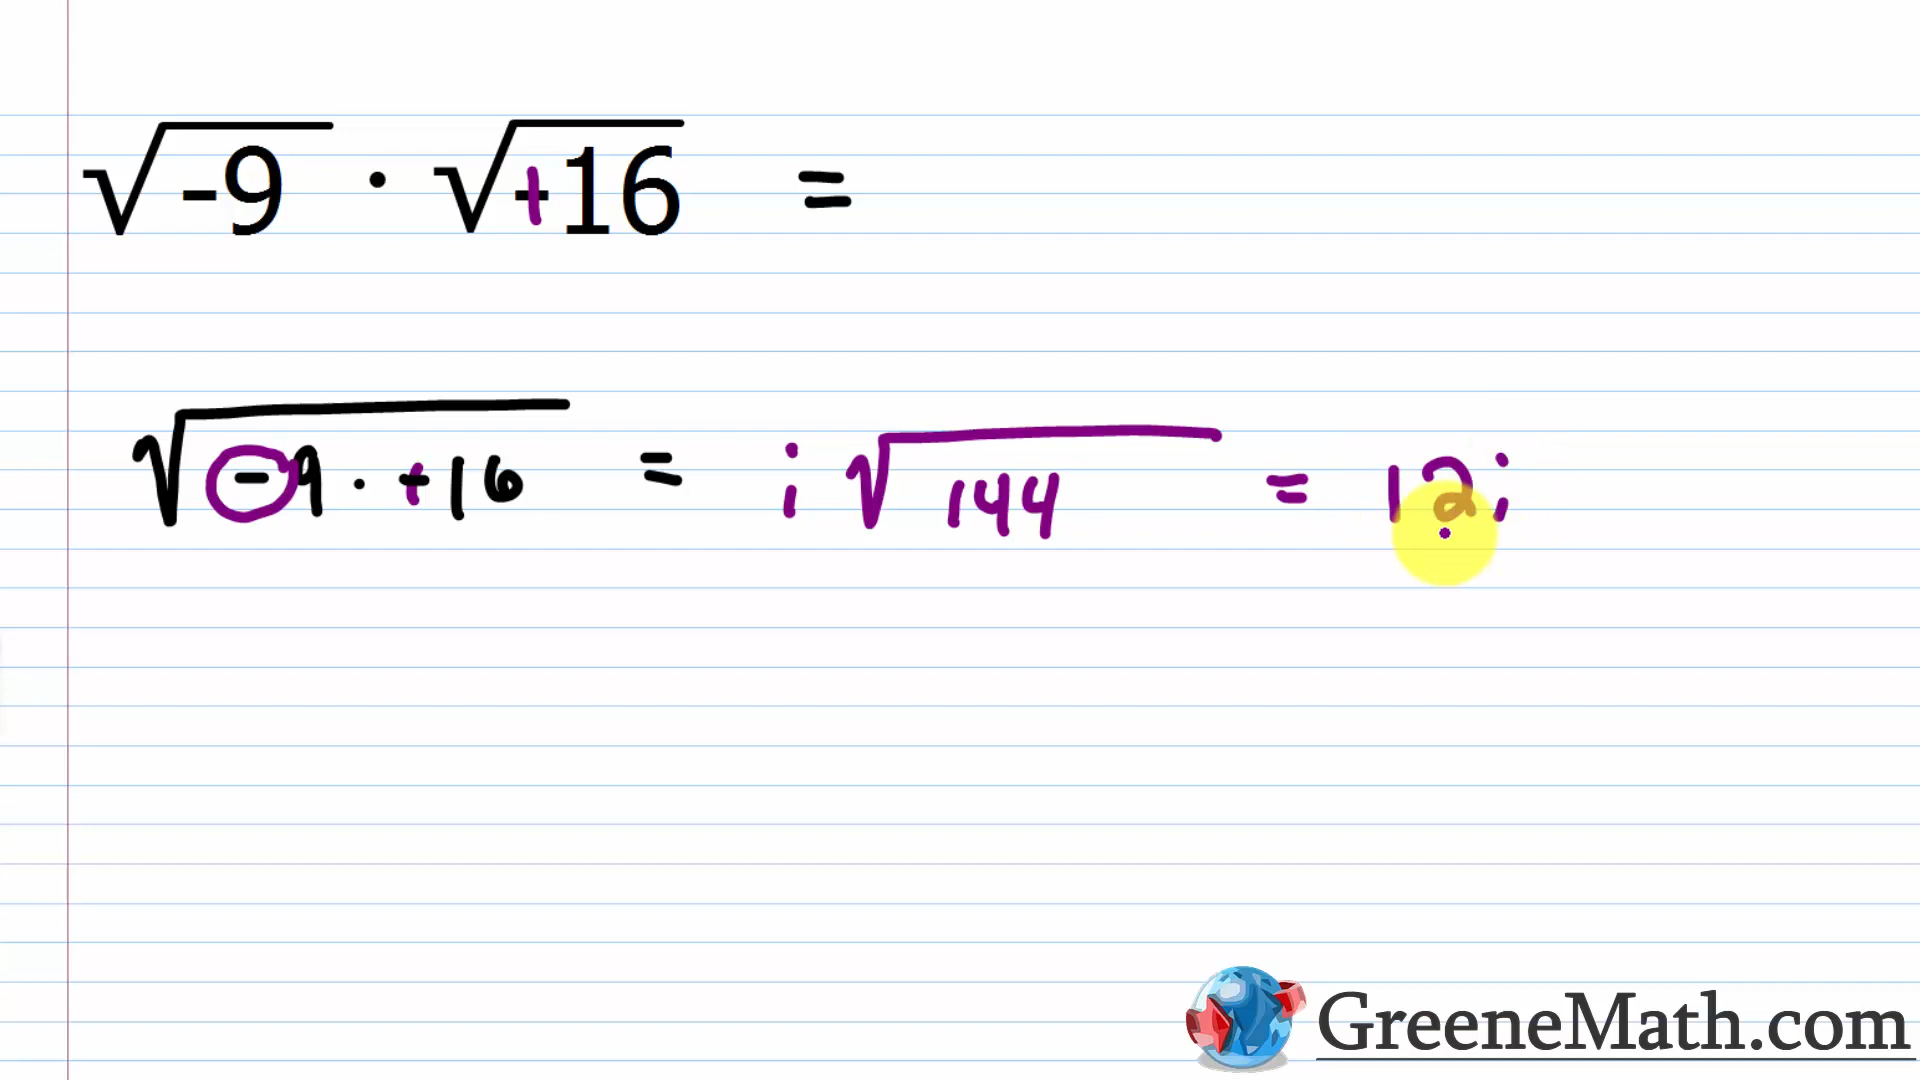 √-9 · √+16 =
√-9 · +16 = i √144 = 12i
GreeneMath.com